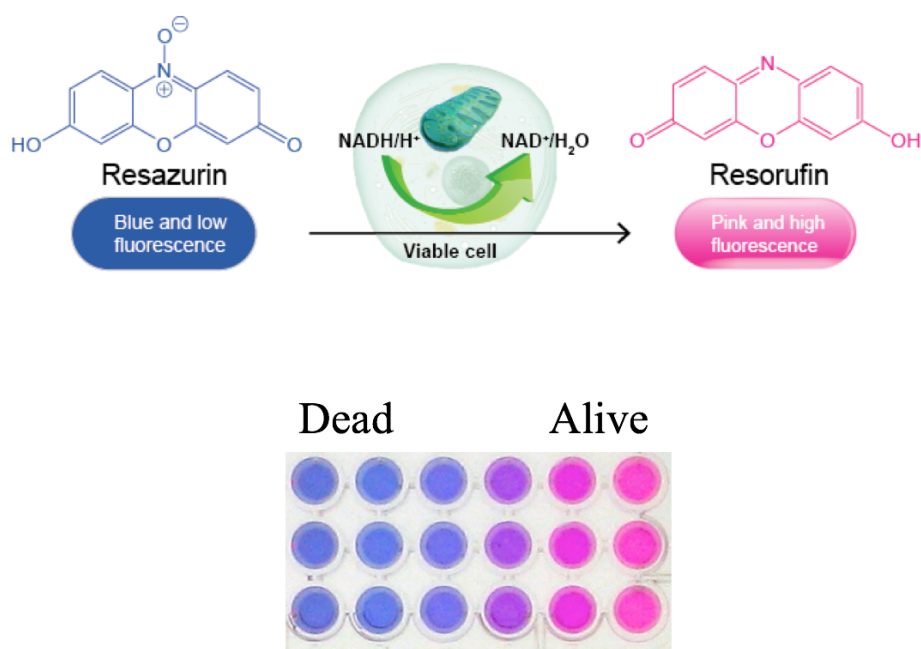 O⊖
N
⊕
HO
O
O
Resazurin
Blue and low
fluorescence
NADH/H⁺
NAD⁺/H₂O
Viable cell
N
O
O
OH
Resorufin
Pink and high
fluorescence
Dead
Alive